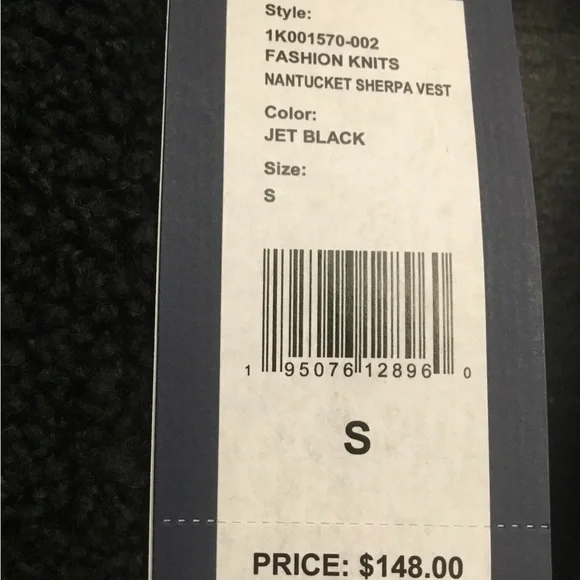 Style:
1K001570-002
FASHION KNITS
NANTUCKET SHERPA VEST
Color:
JET BLACK
Size:
S
1 95076 12896 0
S
PRICE: $148.00